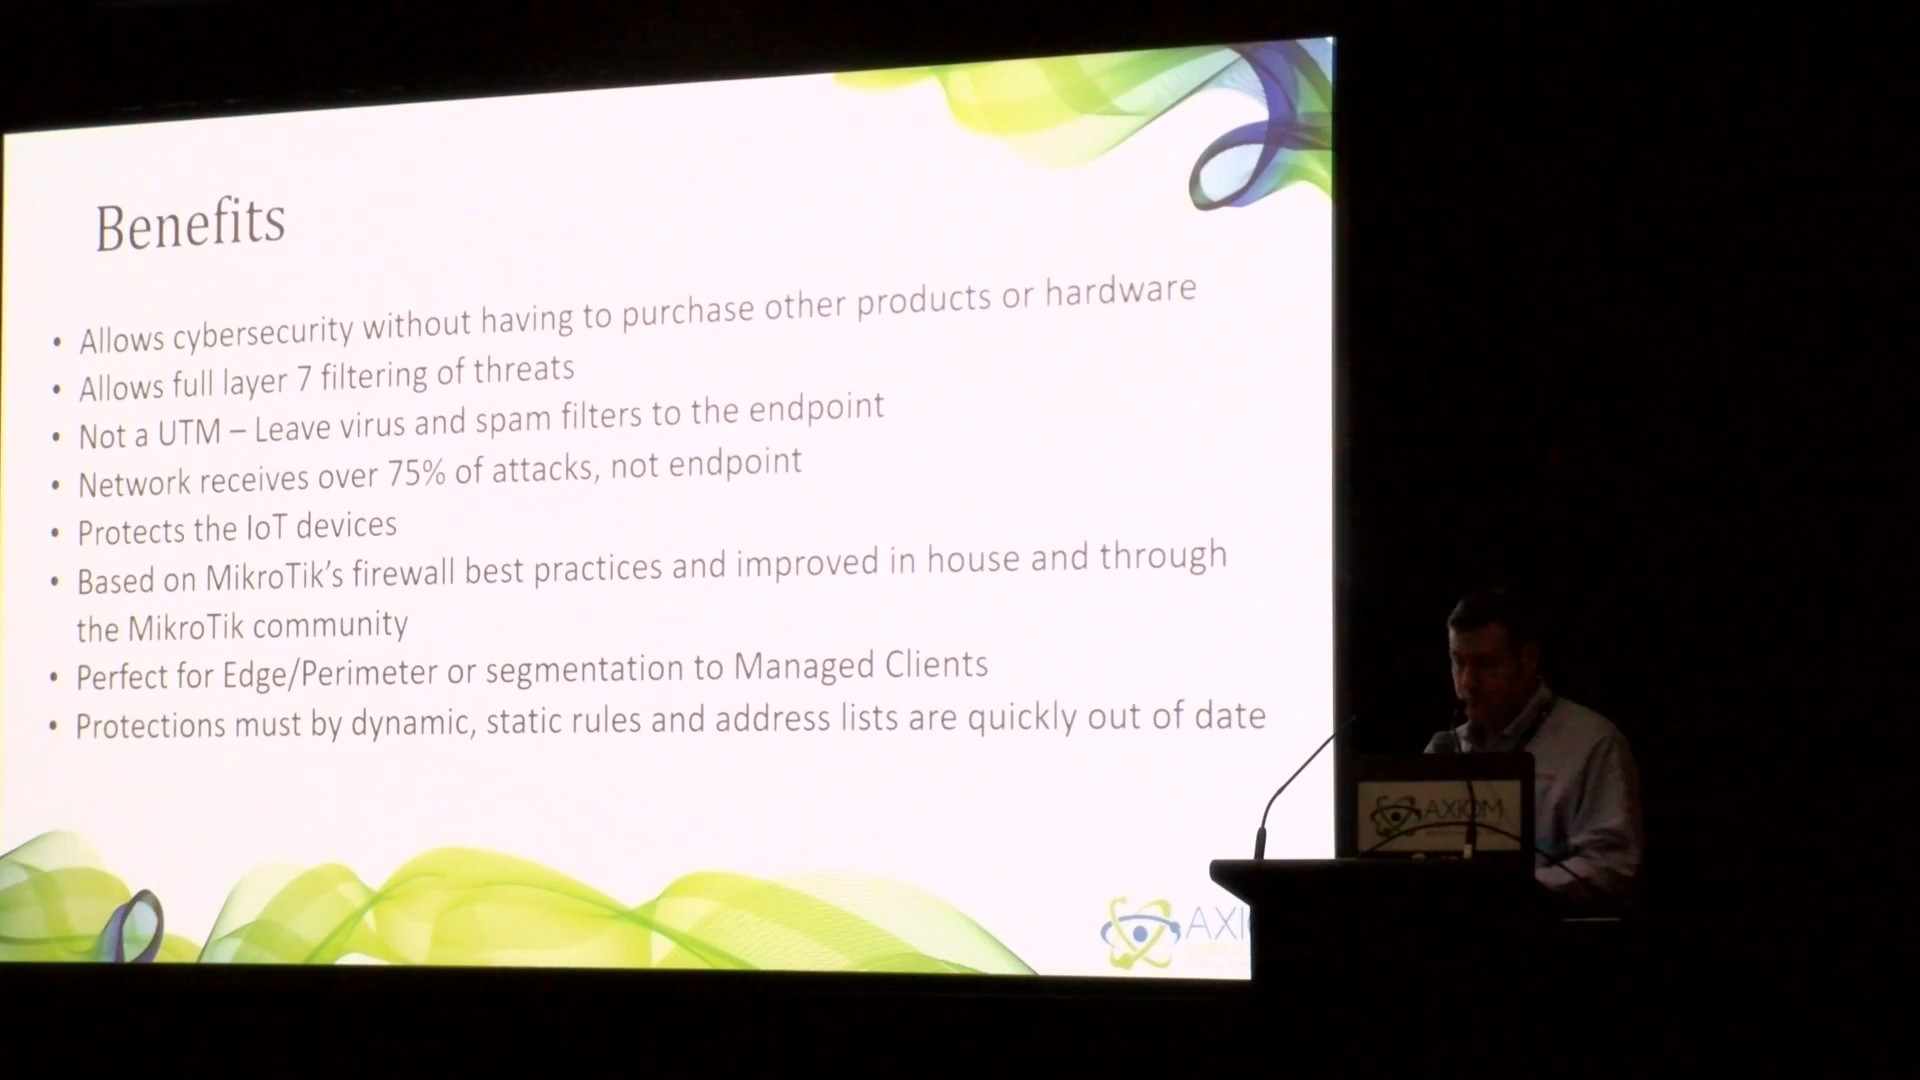 Benefits
• Allows cybersecurity without having to purchase other products or hardware
• Allows full layer 7 filtering of threats
• Not a UTM – Leave virus and spam filters to the endpoint
• Network receives over 75% of attacks, not endpoint
• Protects the IoT devices
• Based on MikroTik's firewall best practices and improved in house and through
the MikroTik community
• Perfect for Edge/Perimeter or segmentation to Managed Clients
• Protections must by dynamic, static rules and address lists are quickly out of date
AXIOM
AXI